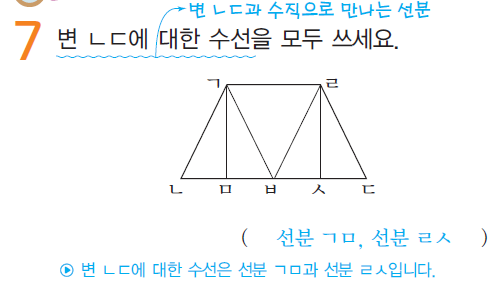 변 ㄴㄷ과 수직으로 만나는 선분
7 변 ㄴㄷ에 대한 수선을 모두 쓰세요.
ㄱ ㄹ
ㄴ ㅁ ㅂ ㅅ ㄷ
( 선분 ㄱㅁ, 선분 ㄹㅅ )
변 ㄴㄷ에 대한 수선은 선분 ㄱㅁ과 선분 ㄹㅅ입니다.